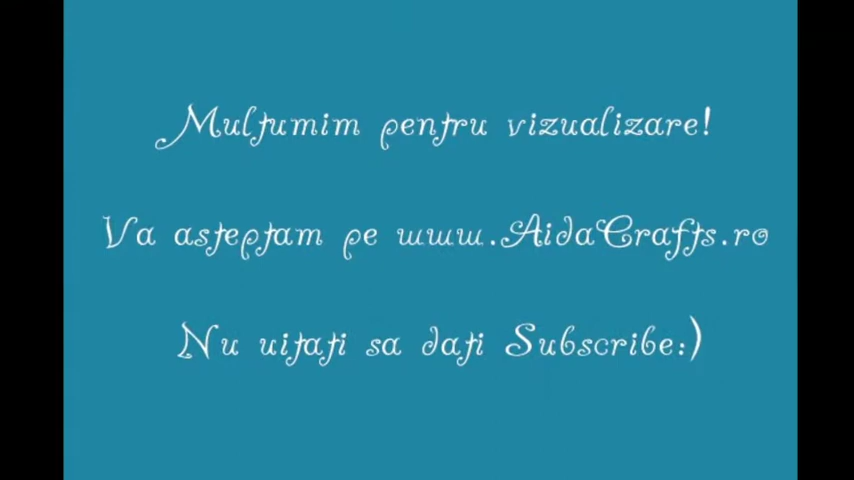 Multumim pentru vizualizare!
Va asteptam pe www.AidaCrafts.ro
Nu uitati sa dati Subscribe:)